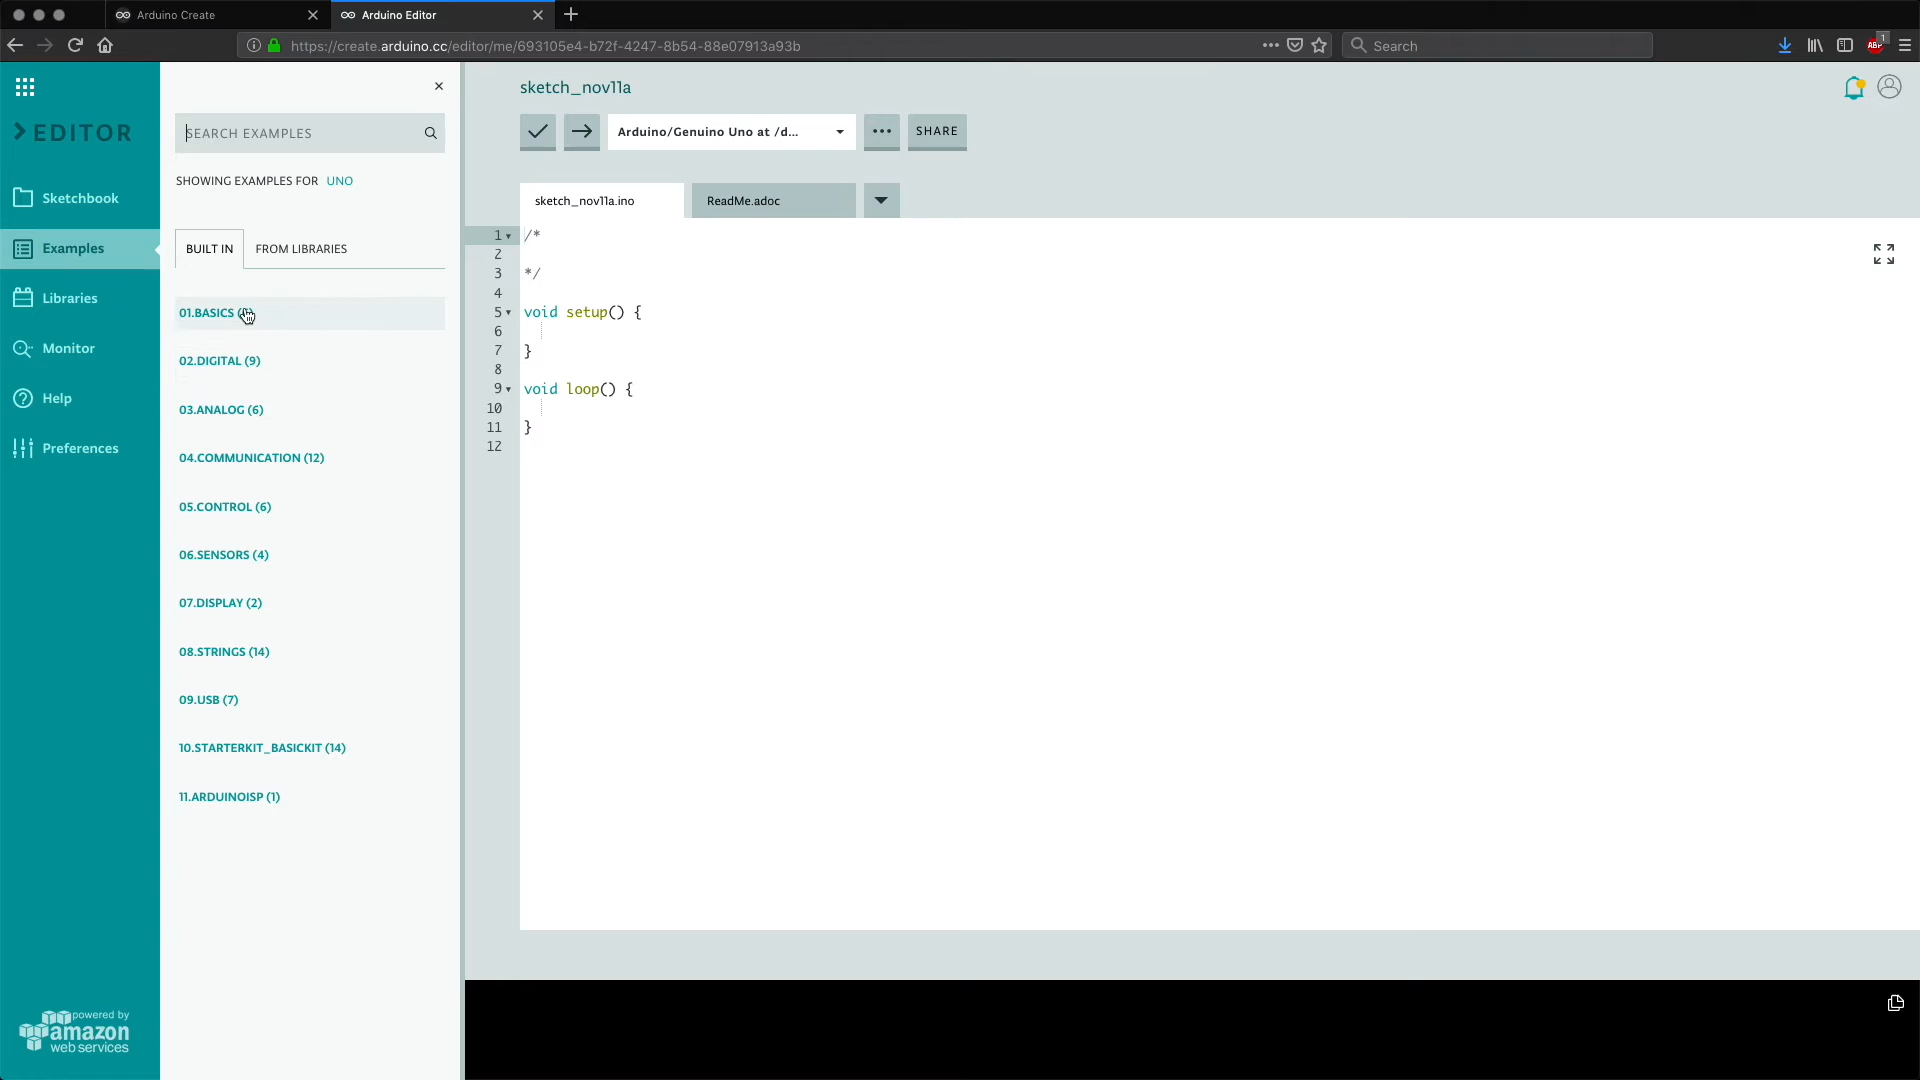 Arduino Create
Arduino Editor
https://create.arduino.cc/editor/me/693105e4-b72f-4247-8b54-88e07913a93b
Search
ABP
1
EDITOR
Sketchbook
Examples
Libraries
Monitor
Help
Preferences
powered by
amazon
web services
SEARCH EXAMPLES
SHOWING EXAMPLES FOR UNO
BUILT IN
FROM LIBRARIES
01.BASICS
02.DIGITAL (9)
03.ANALOG (6)
04.COMMUNICATION (12)
05.CONTROL (6)
06.SENSORS (4)
07.DISPLAY (2)
08.STRINGS (14)
09.USB (7)
10.STARTERKIT_BASICKIT (14)
11.ARDUINOISP (1)
sketch_nov11a
Arduino/Genuino Uno at /d...
SHARE
sketch_nov11a.ino
ReadMe.adoc
1 /*
2
3 */
4
5 void setup() {
6
7 }
8
9 void loop() {
10
11 }
12